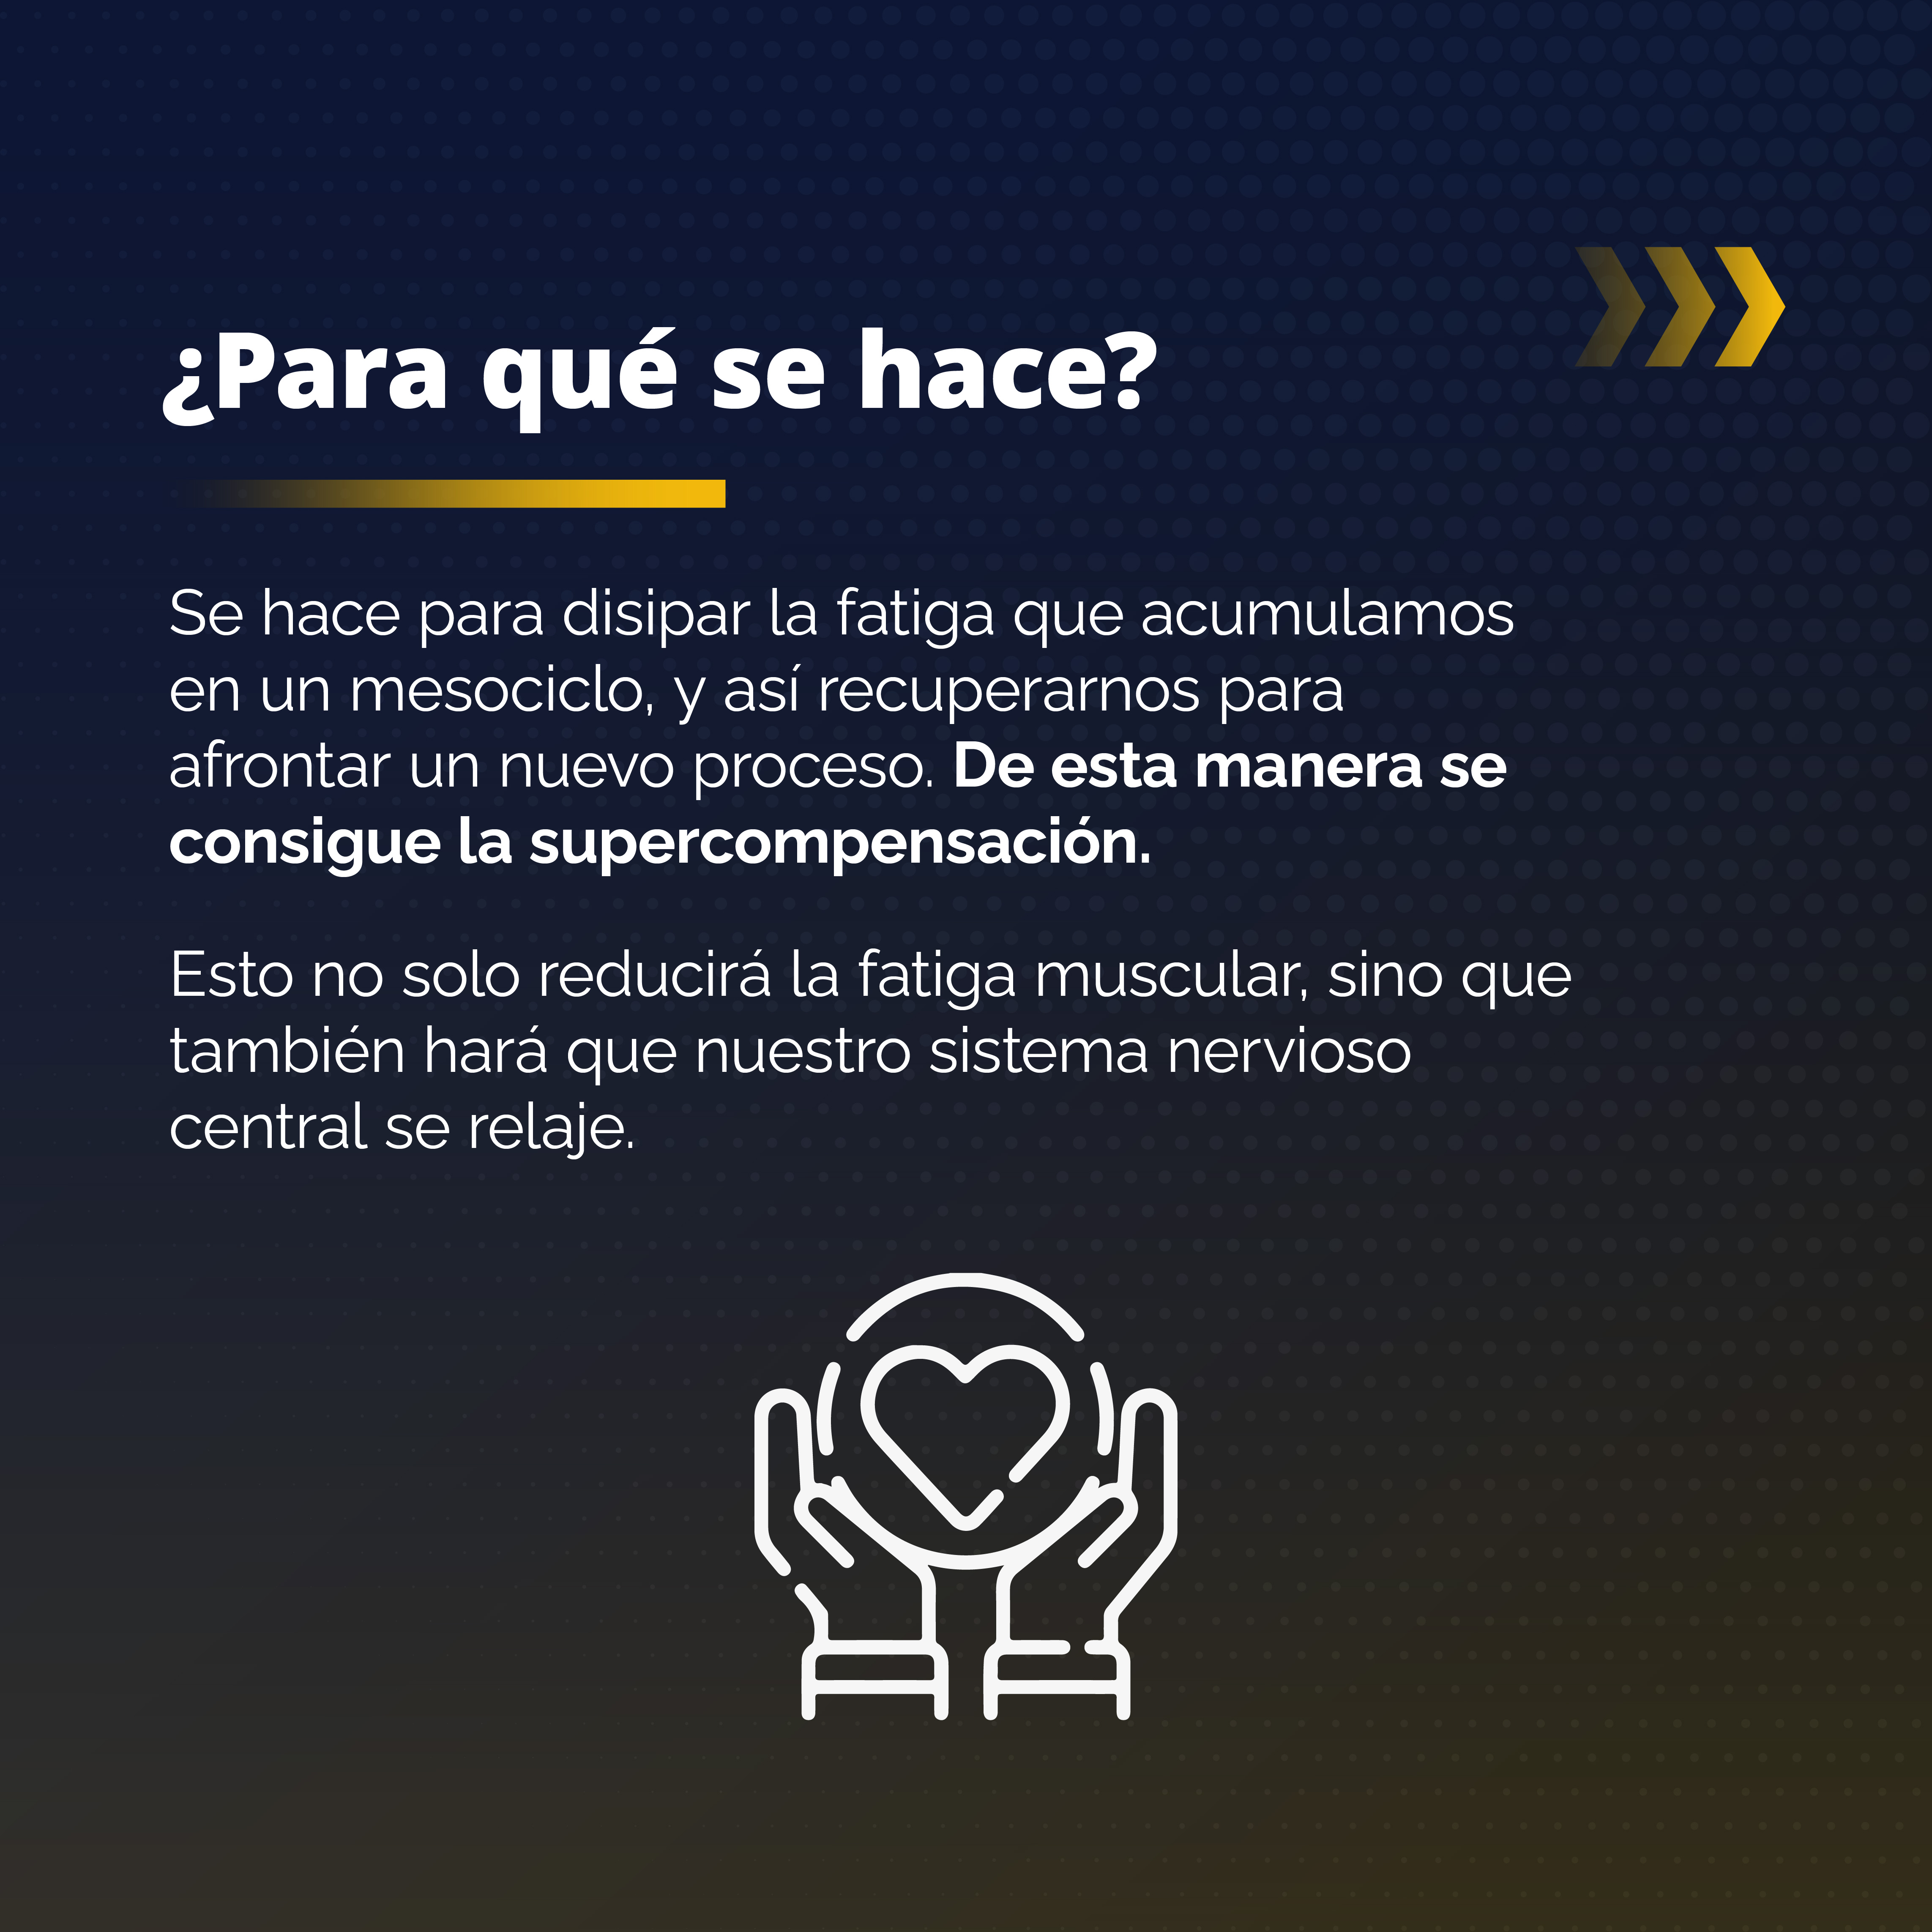 ¿Para qué se hace?
Se hace para disipar la fatiga que acumulamos
en un mesociclo, y así recuperarnos para
afrontar un nuevo proceso. De esta manera se
consigue la supercompensación.
Esto no solo reducirá la fatiga muscular, sino que
también hará que nuestro sistema nervioso
central se relaje.